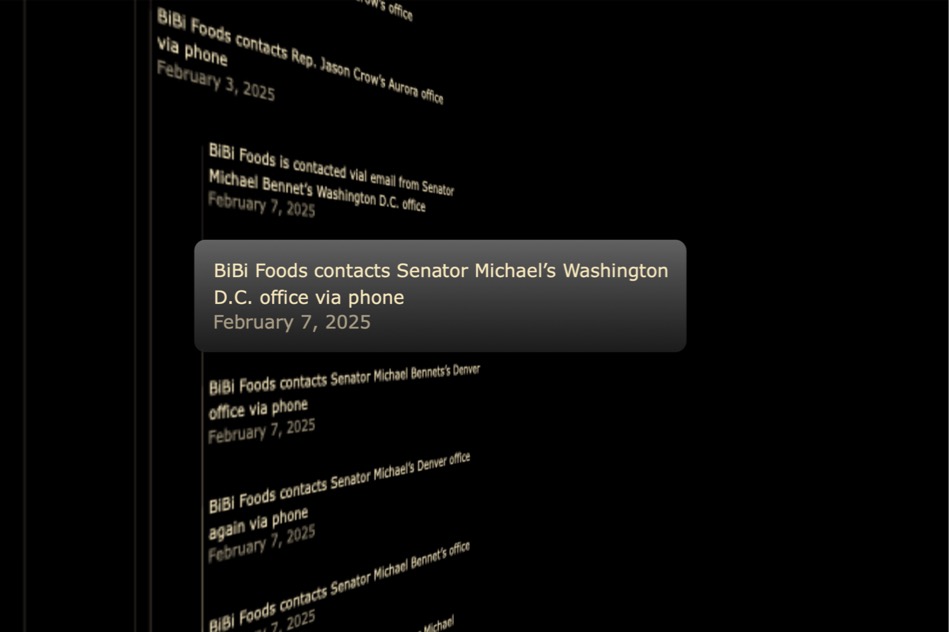 row's office
BiBi Foods contacts Rep. Jason Crow's Aurora office
via phone
February 3, 2025
BiBi Foods is contacted vial email from Senator
Michael Bennet's Washington D.C. office
February 7, 2025
BiBi Foods contacts Senator Michael’s Washington
D.C. office via phone
February 7, 2025
BiBi Foods contacts Senator Michael Bennets's Denver
office via phone
February 7, 2025
BiBi Foods contacts Senator Michael's Denver office
again via phone
February 7, 2025
BiBi Foods contacts Senator Michael Bennet's office
7, 2025
Michael